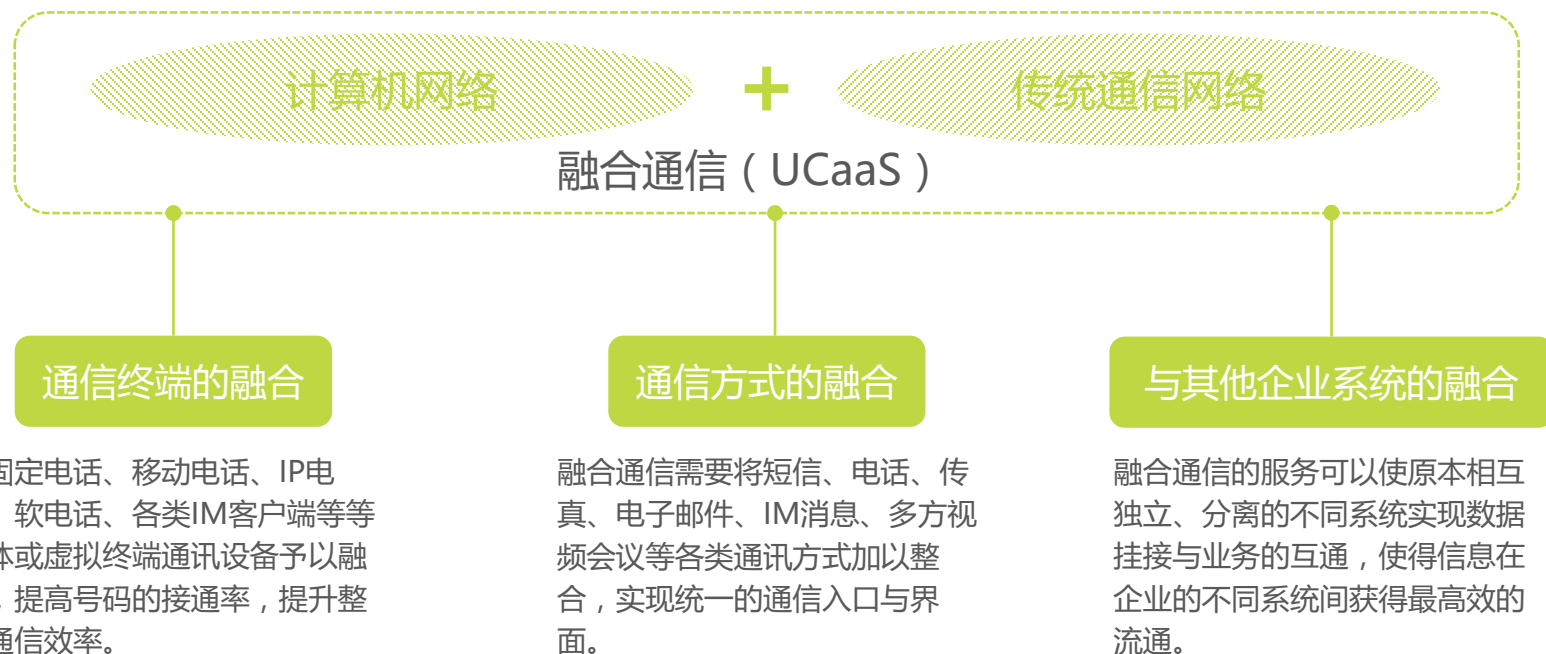 计算机网络
+
传统通信网络
融合通信（UCaaS）
通信终端的融合
固定电话、移动电话、IP电
软电话、各类IM客户端等等
体或虚拟终端通讯设备予以融
，提高号码的接通率，提升整
通信效率。
通信方式的融合
融合通信需要将短信、电话、传
真、电子邮件、IM消息、多方视
频会议等各类通讯方式加以整
合，实现统一的通信入口与界
面。
与其他企业系统的融合
融合通信的服务可以使原本相互
独立、分离的不同系统实现数据
挂接与业务的互通，使得信息在
企业的不同系统间获得最高效的
流通。